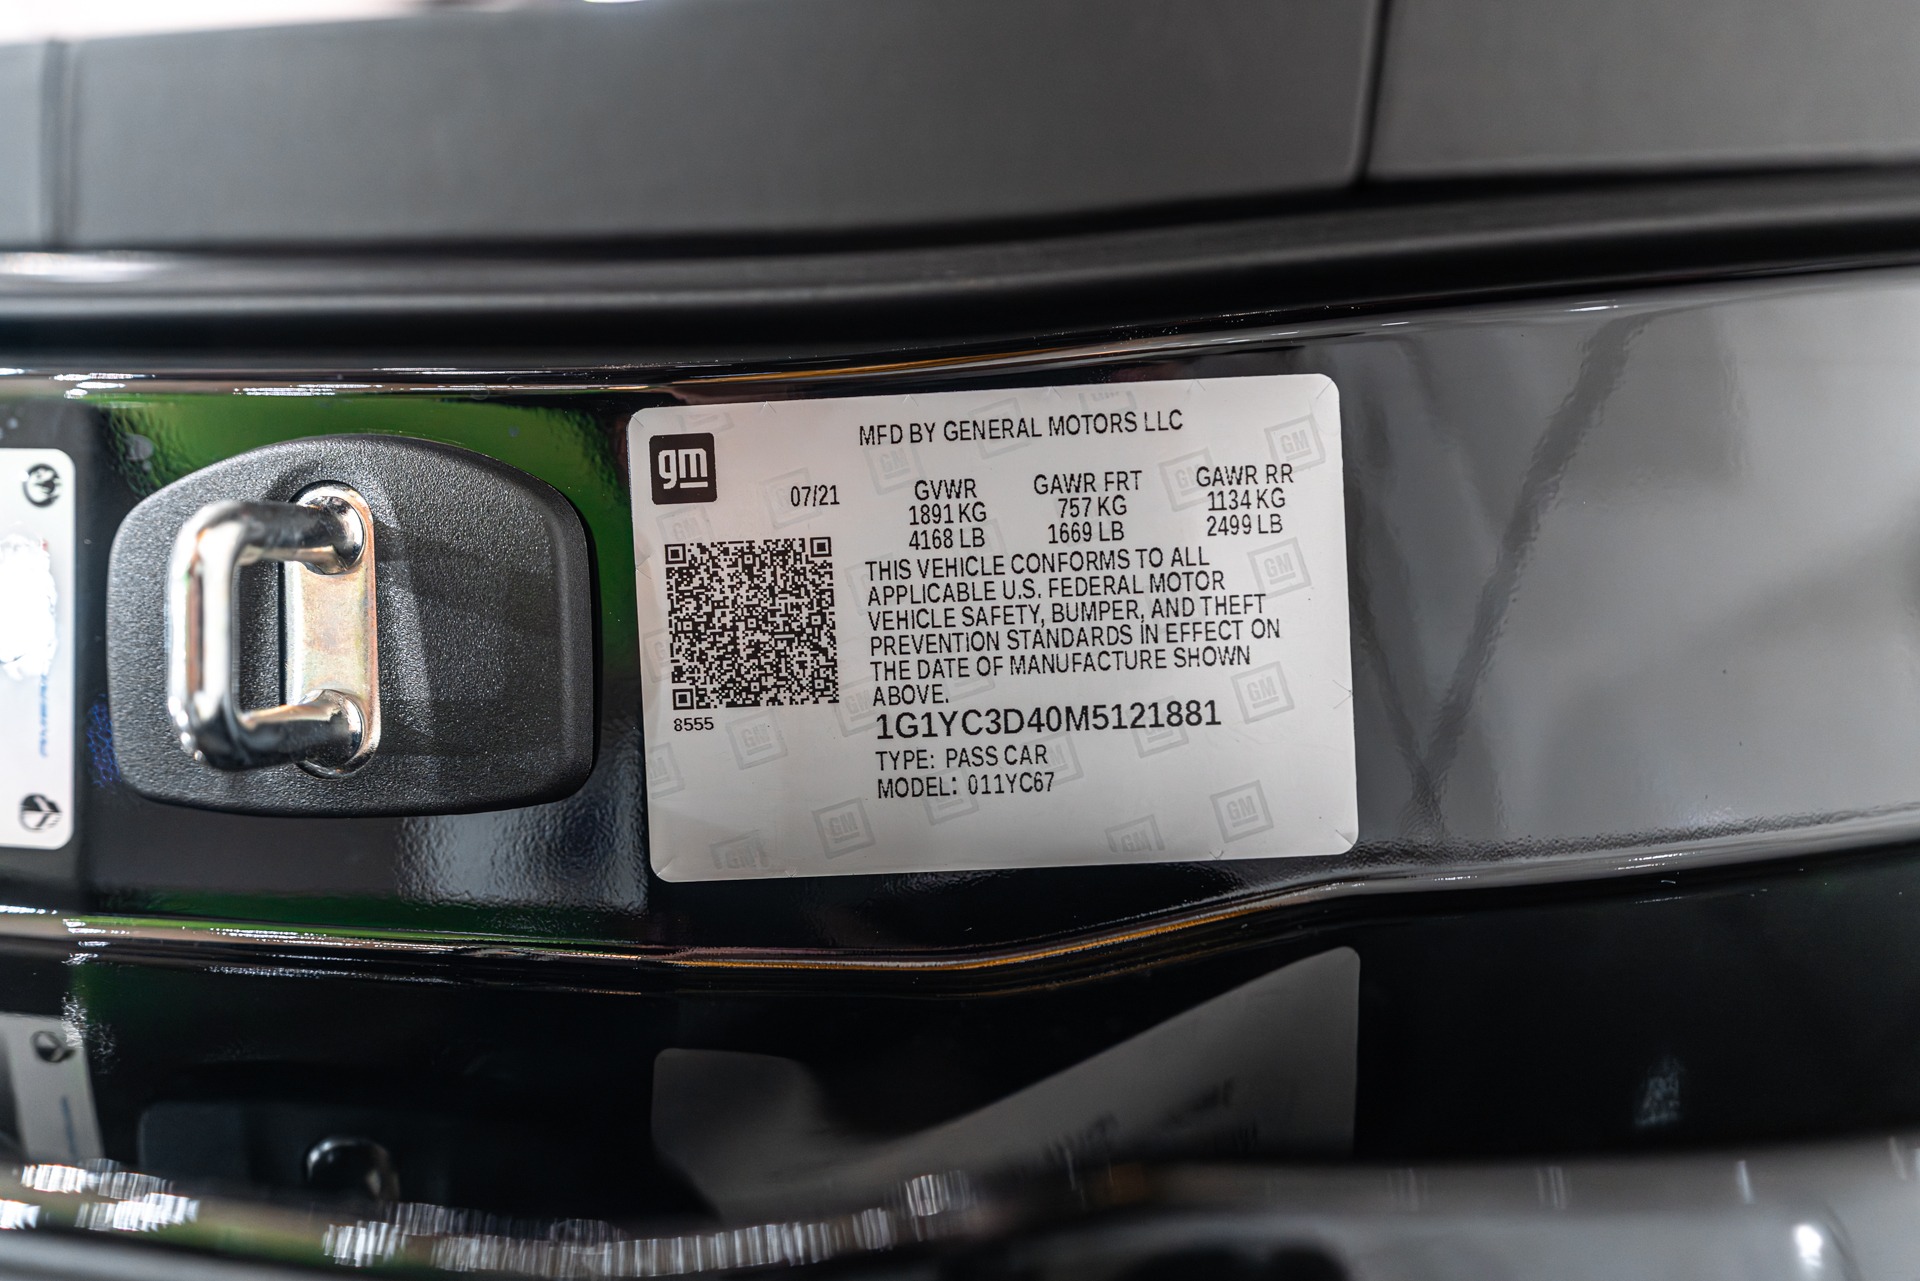 gm
MFD BY GENERAL MOTORS LLC
07/21
GVWR GAWR FRT GAWR RR
1891 KG 757 KG 1134 KG
4168 LB 1669 LB 2499 LB
THIS VEHICLE CONFORMS TO ALL
APPLICABLE U.S. FEDERAL MOTOR
VEHICLE SAFETY, BUMPER, AND THEFT
PREVENTION STANDARDS IN EFFECT ON
THE DATE OF MANUFACTURE SHOWN
ABOVE.
8555
1G1YC3D40M5121881
TYPE: PASS CAR
MODEL: 011YC67